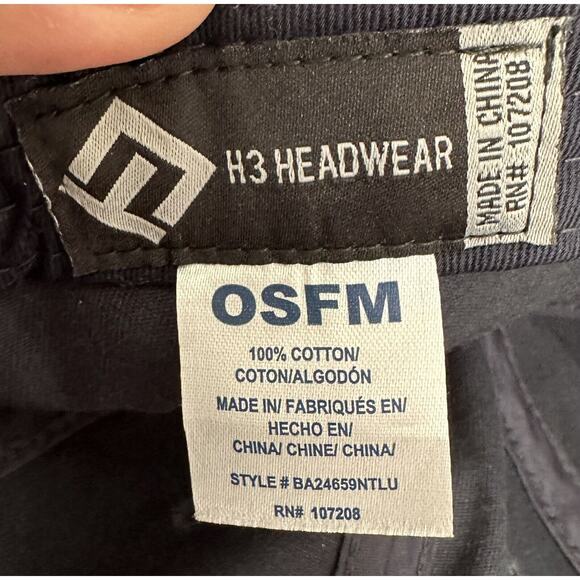 H3 HEADWEAR
MADE IN CHINA
RN# 107208
OSFM
100% COTTON/
COTON/ALGODÓN
MADE IN/ FABRIQUÉS EN/
HECHO EN/
CHINA/ CHINE/ CHINA/
STYLE # BA24659NTLU
RN# 107208